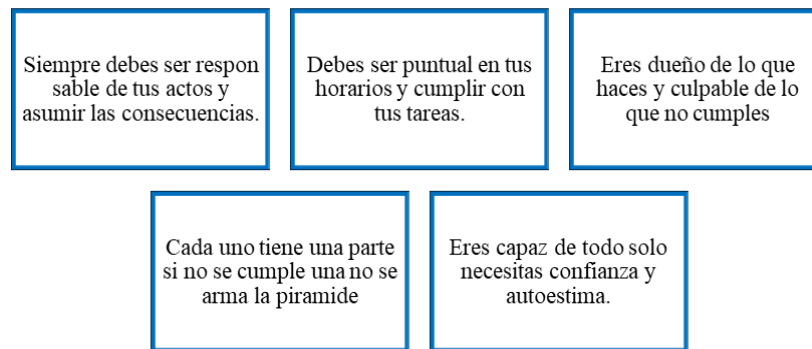 Siempre debes ser respon
sable de tus actos y
asumir las consecuencias.
Debes ser puntual en tus
horarios y cumplir con
tus tareas.
Eres dueño de lo que
haces y culpable de lo
que no cumples
Cada uno tiene una parte
si no se cumple una no se
arma la piramide
Eres capaz de todo solo
necesitas confianza y
autoestima.